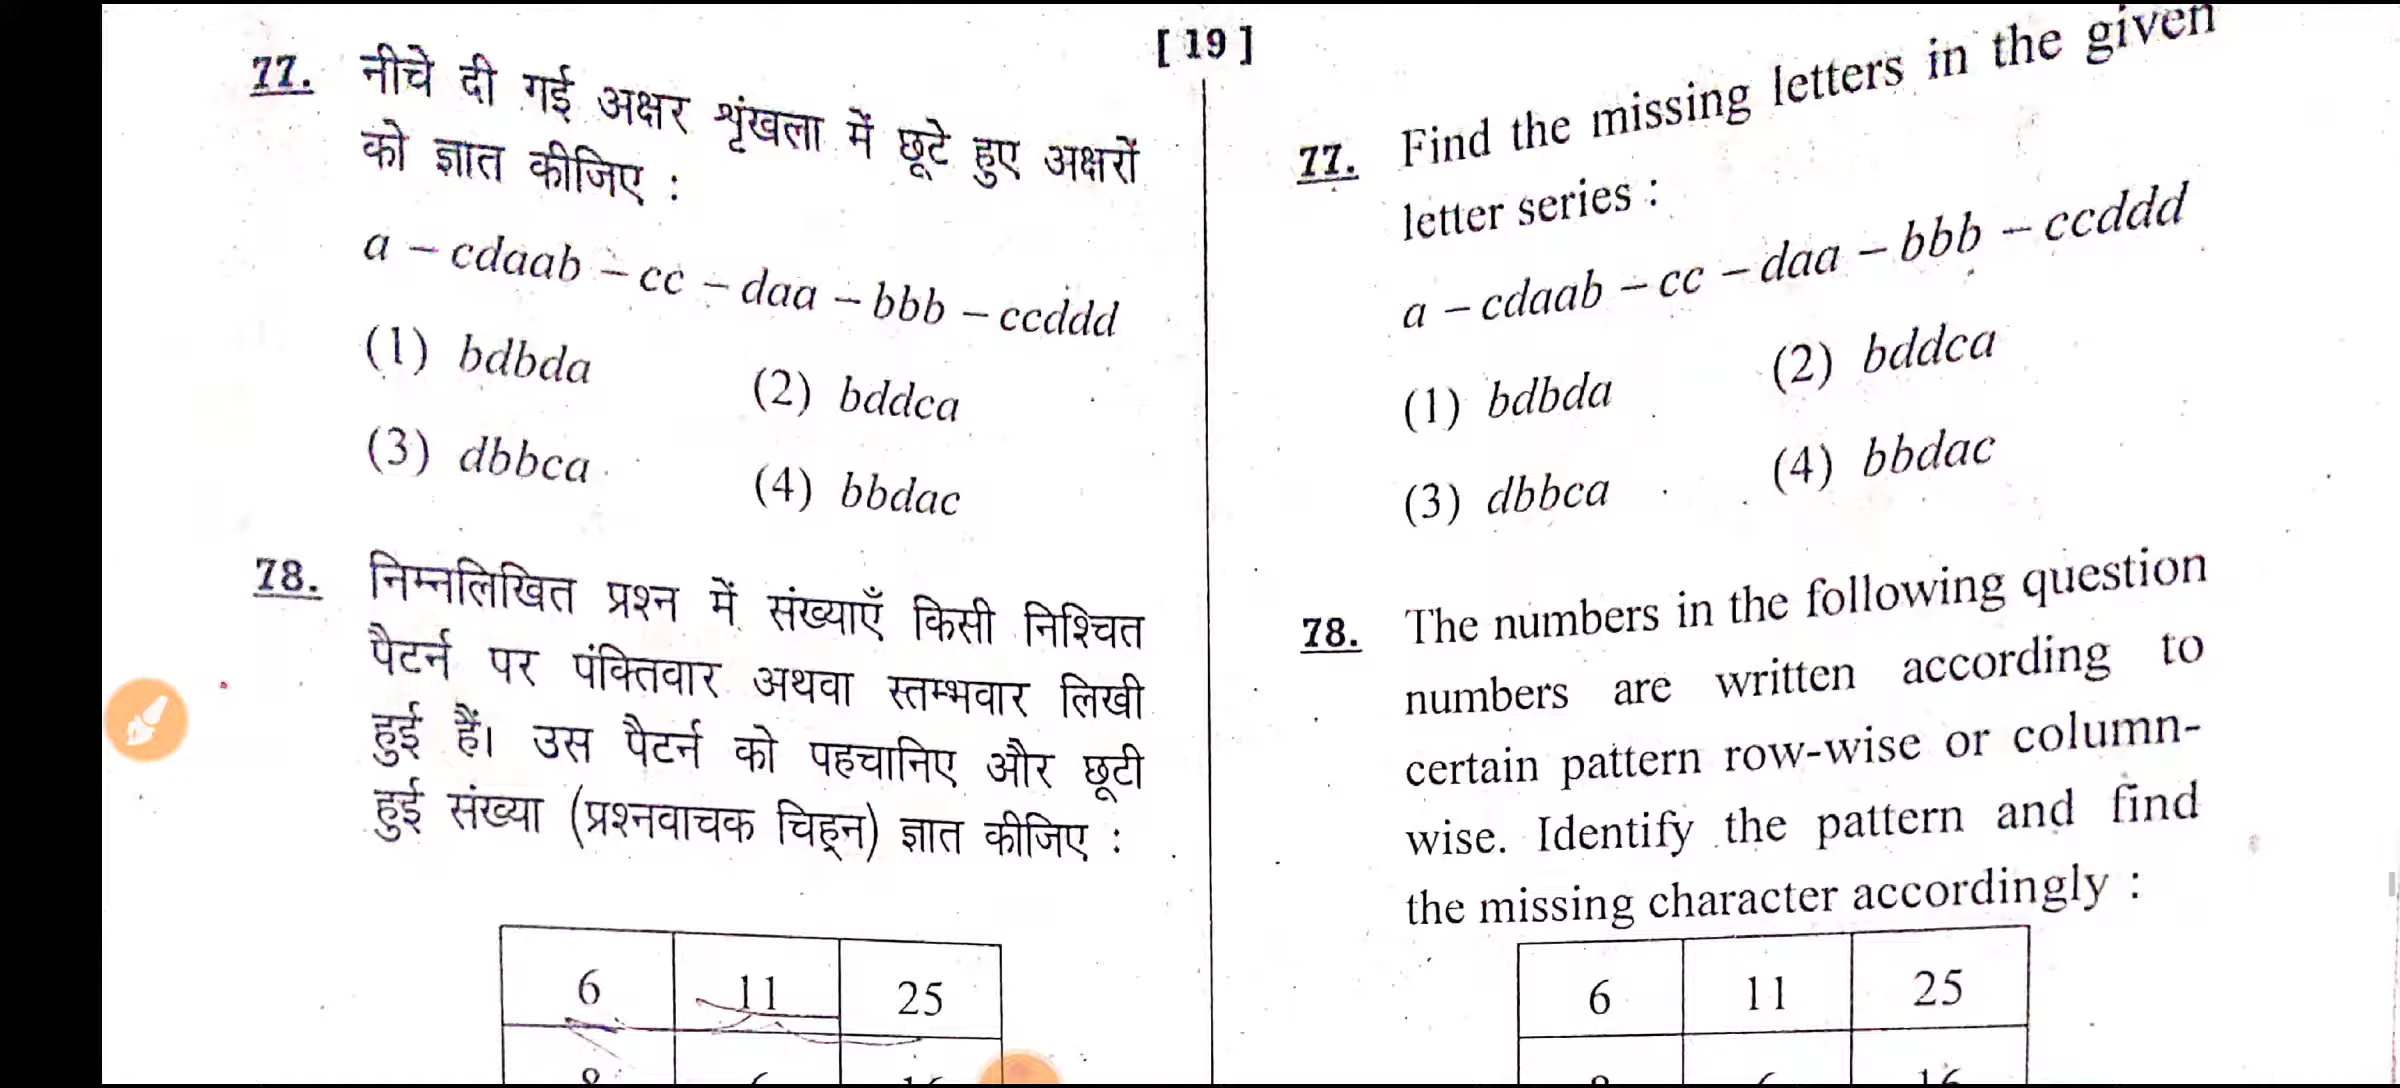 [ 19 ]
77. नीचे दी गई अक्षर शृंखला में छूटे हुए अक्षरों
को ज्ञात कीजिए :
a – cdaab – cc – daa – bbb – ccddd
(1) bdbda (2) bddca
(3) dbbca (4) bbdac
78. निम्नलिखित प्रश्न में संख्याएँ किसी निश्चित
पैटर्न पर पंक्तिवार अथवा स्तम्भवार लिखी
हुई हैं। उस पैटर्न को पहचानिए और छूटी
हुई संख्या (प्रश्नवाचक चिह्न) ज्ञात कीजिए :
6 11 25
77. Find the missing letters in the given
letter series :
a – cdaab – cc – daa – bbb – ccddd
(1) bdbda (2) bddca
(3) dbbca (4) bbdac
78. The numbers in the following question
numbers are written according to
certain pattern row-wise or column-
wise. Identify the pattern and find
the missing character accordingly :
6 11 25